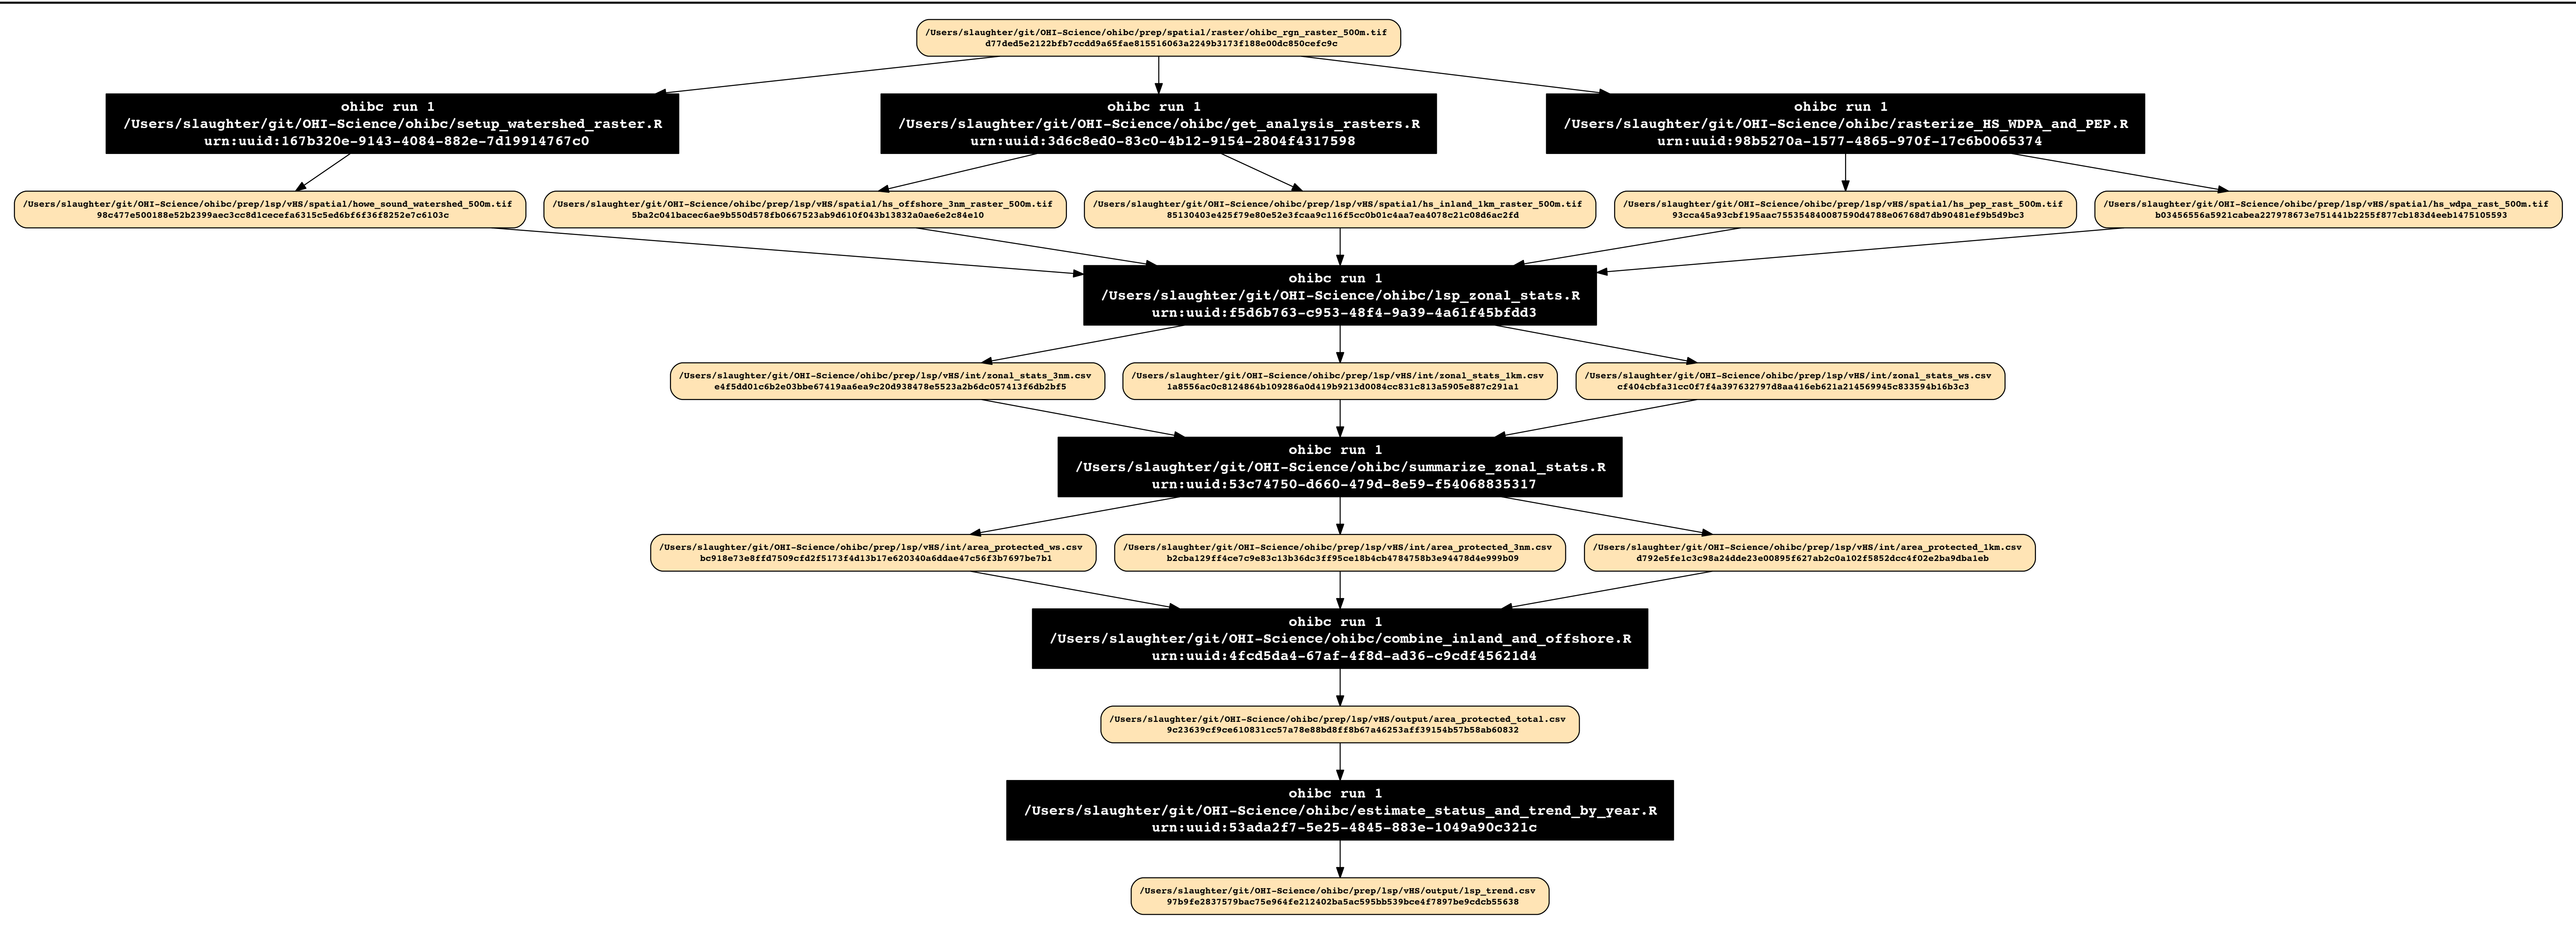 /Users/slaughter/git/OHI-Science/ohibc/prep/spatial/raster/ohibc_rgn_raster_500m.tif
d77ded5e2122bfb7ccdd9a65fae815516063a2249b3173f188e00dc850cefc9c
ohibc run 1
/Users/slaughter/git/OHI-Science/ohibc/setup_watershed_raster.R
urn:uuid:167b320e-9143-4084-882e-7d19914767c0
ohibc run 1
/Users/slaughter/git/OHI-Science/ohibc/get_analysis_rasters.R
urn:uuid:3d6c8ed0-83c0-4b12-9154-2804f4317598
ohibc run 1
/Users/slaughter/git/OHI-Science/ohibc/rasterize_HS_WDPA_and_PEP.R
urn:uuid:98b5270a-1577-4865-970f-17c6b0065374
/Users/slaughter/git/OHI-Science/ohibc/prep/lsp/vHS/spatial/howe_sound_watershed_500m.tif
98c477e500188e52b2399aec3cc8d1cecefa6315c5ed6bf6f36f8252e7c6103c
/Users/slaughter/git/OHI-Science/ohibc/prep/lsp/vHS/spatial/hs_offshore_3nm_raster_500m.tif
5ba2c041bacec6ae9b550d578fb0667523ab9d610f043b13832a0ae6e2c84e10
/Users/slaughter/git/OHI-Science/ohibc/prep/lsp/vHS/spatial/hs_inland_1km_raster_500m.tif
85130403e425f79e80e52e3fcaa9c116f5cc0b01c4aa7ea4078c21c08d6ac2fd
/Users/slaughter/git/OHI-Science/ohibc/prep/lsp/vHS/spatial/hs_pep_rast_500m.tif
93cca45a93cbf195aac755354840087590d4788e06768d7db90481ef9b5d9bc3
/Users/slaughter/git/OHI-Science/ohibc/prep/lsp/vHS/spatial/hs_wdpa_rast_500m.tif
b03456556a5921cabea227978673e751441b2255f877cb183d4eeb1475105593
ohibc run 1
/Users/slaughter/git/OHI-Science/ohibc/lsp_zonal_stats.R
urn:uuid:f5d6b763-c953-48f4-9a39-4a61f45bfdd3
/Users/slaughter/git/OHI-Science/ohibc/prep/lsp/vHS/int/zonal_stats_3nm.csv
e4f5dd01c6b2e03bbe67419aa6ea9c20d938478e5523a2b6dc057413f6db2bf5
/Users/slaughter/git/OHI-Science/ohibc/prep/lsp/vHS/int/zonal_stats_1km.csv
1a8556ac0c8124864b109286a0d419b9213d0084cc831c813a5905e887c291a1
/Users/slaughter/git/OHI-Science/ohibc/prep/lsp/vHS/int/zonal_stats_ws.csv
cf404cbfa31cc0f7f4a397632797d8aa416eb621a214569945c833594b16b3c3
ohibc run 1
/Users/slaughter/git/OHI-Science/ohibc/summarize_zonal_stats.R
urn:uuid:53c74750-d660-479d-8e59-f54068835317
/Users/slaughter/git/OHI-Science/ohibc/prep/lsp/vHS/int/area_protected_ws.csv
bc918e73e8ffd7509cfd2f5173f4d13b17e620340a6ddae47c56f3b7697be7b1
/Users/slaughter/git/OHI-Science/ohibc/prep/lsp/vHS/int/area_protected_3nm.csv
b2cba129ff4ce7c9e83c13b36dc3ff95ce18b4cb4784758b3e94478d4e999b09
/Users/slaughter/git/OHI-Science/ohibc/prep/lsp/vHS/int/area_protected_1km.csv
d792e5fe1c3c98a24dde23e00895f627ab2c0a102f5852dcc4f02e2ba9dba1eb
ohibc run 1
/Users/slaughter/git/OHI-Science/ohibc/combine_inland_and_offshore.R
urn:uuid:4fcd5da4-67af-4f8d-ad36-c9cdf45621d4
/Users/slaughter/git/OHI-Science/ohibc/prep/lsp/vHS/output/area_protected_total.csv
9c23639cf9ce610831cc57a78e88bd8ff8b67a46253aff39154b57b58ab60832
ohibc run 1
/Users/slaughter/git/OHI-Science/ohibc/estimate_status_and_trend_by_year.R
urn:uuid:53ada2f7-5e25-4845-883e-1049a90c321c
/Users/slaughter/git/OHI-Science/ohibc/prep/lsp/vHS/output/lsp_trend.csv
97b9fe2837579bac75e964fe212402ba5ac595bb539bce4f7897be9cdcb55638